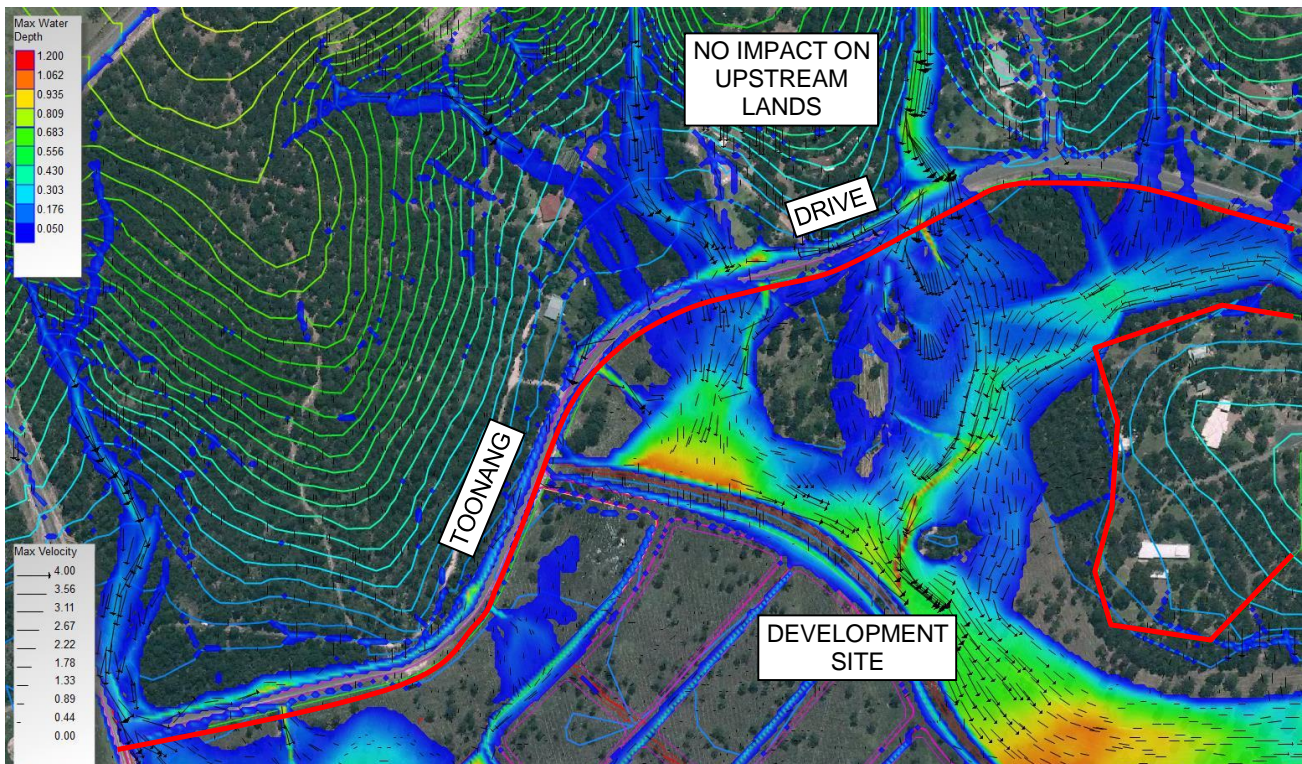 Max Water
Depth
1.200
1.062
0.935
0.809
0.683
0.556
0.430
0.303
0.176
0.050
NO IMPACT ON
UPSTREAM
LANDS
DRIVE
TOONANG
DEVELOPMENT
SITE
Max Velocity
4.00
3.56
3.11
2.67
2.22
1.78
1.33
0.89
0.44
0.00